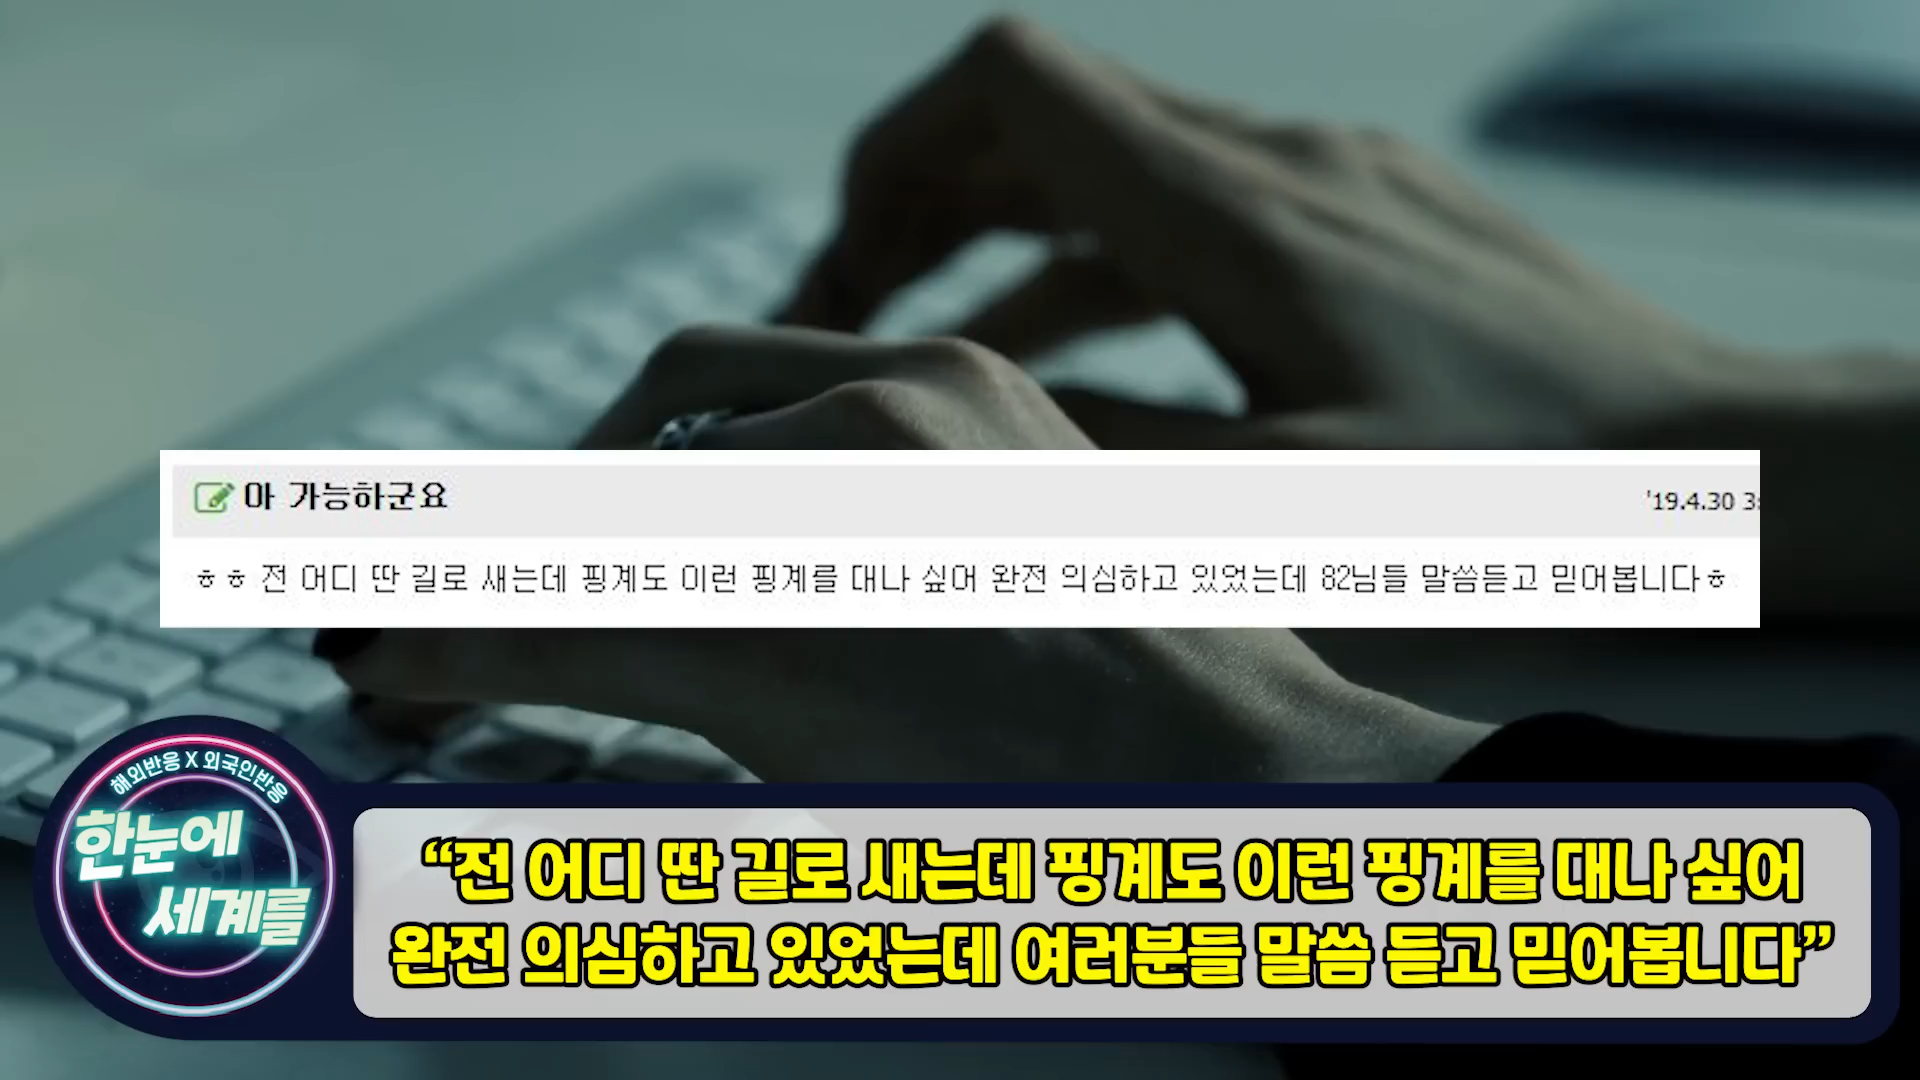 아 가능하군요
'19.4.30 3:
ㅎㅎ 전 어디 딴 길로 새는데 핑계도 이런 핑계를 대나 싶어 완전 의심하고 있었는데 82님들 말씀듣고 믿어봅니다ㅎ
해외반응 X 외국인반응
한눈에
세계를
“전 어디 딴 길로 새는데 핑계도 이런 핑계를 대나 싶어
완전 의심하고 있었는데 여러분들 말씀 듣고 믿어봅니다”